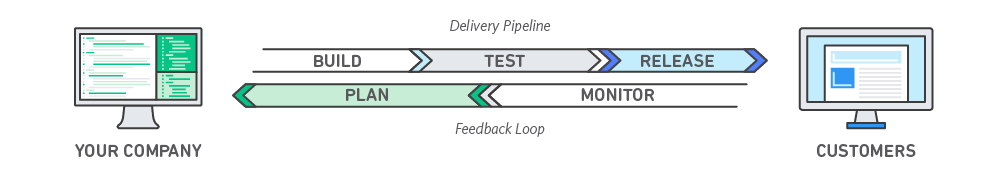 Delivery Pipeline
BUILD TEST RELEASE
PLAN MONITOR
Feedback Loop
YOUR COMPANY CUSTOMERS